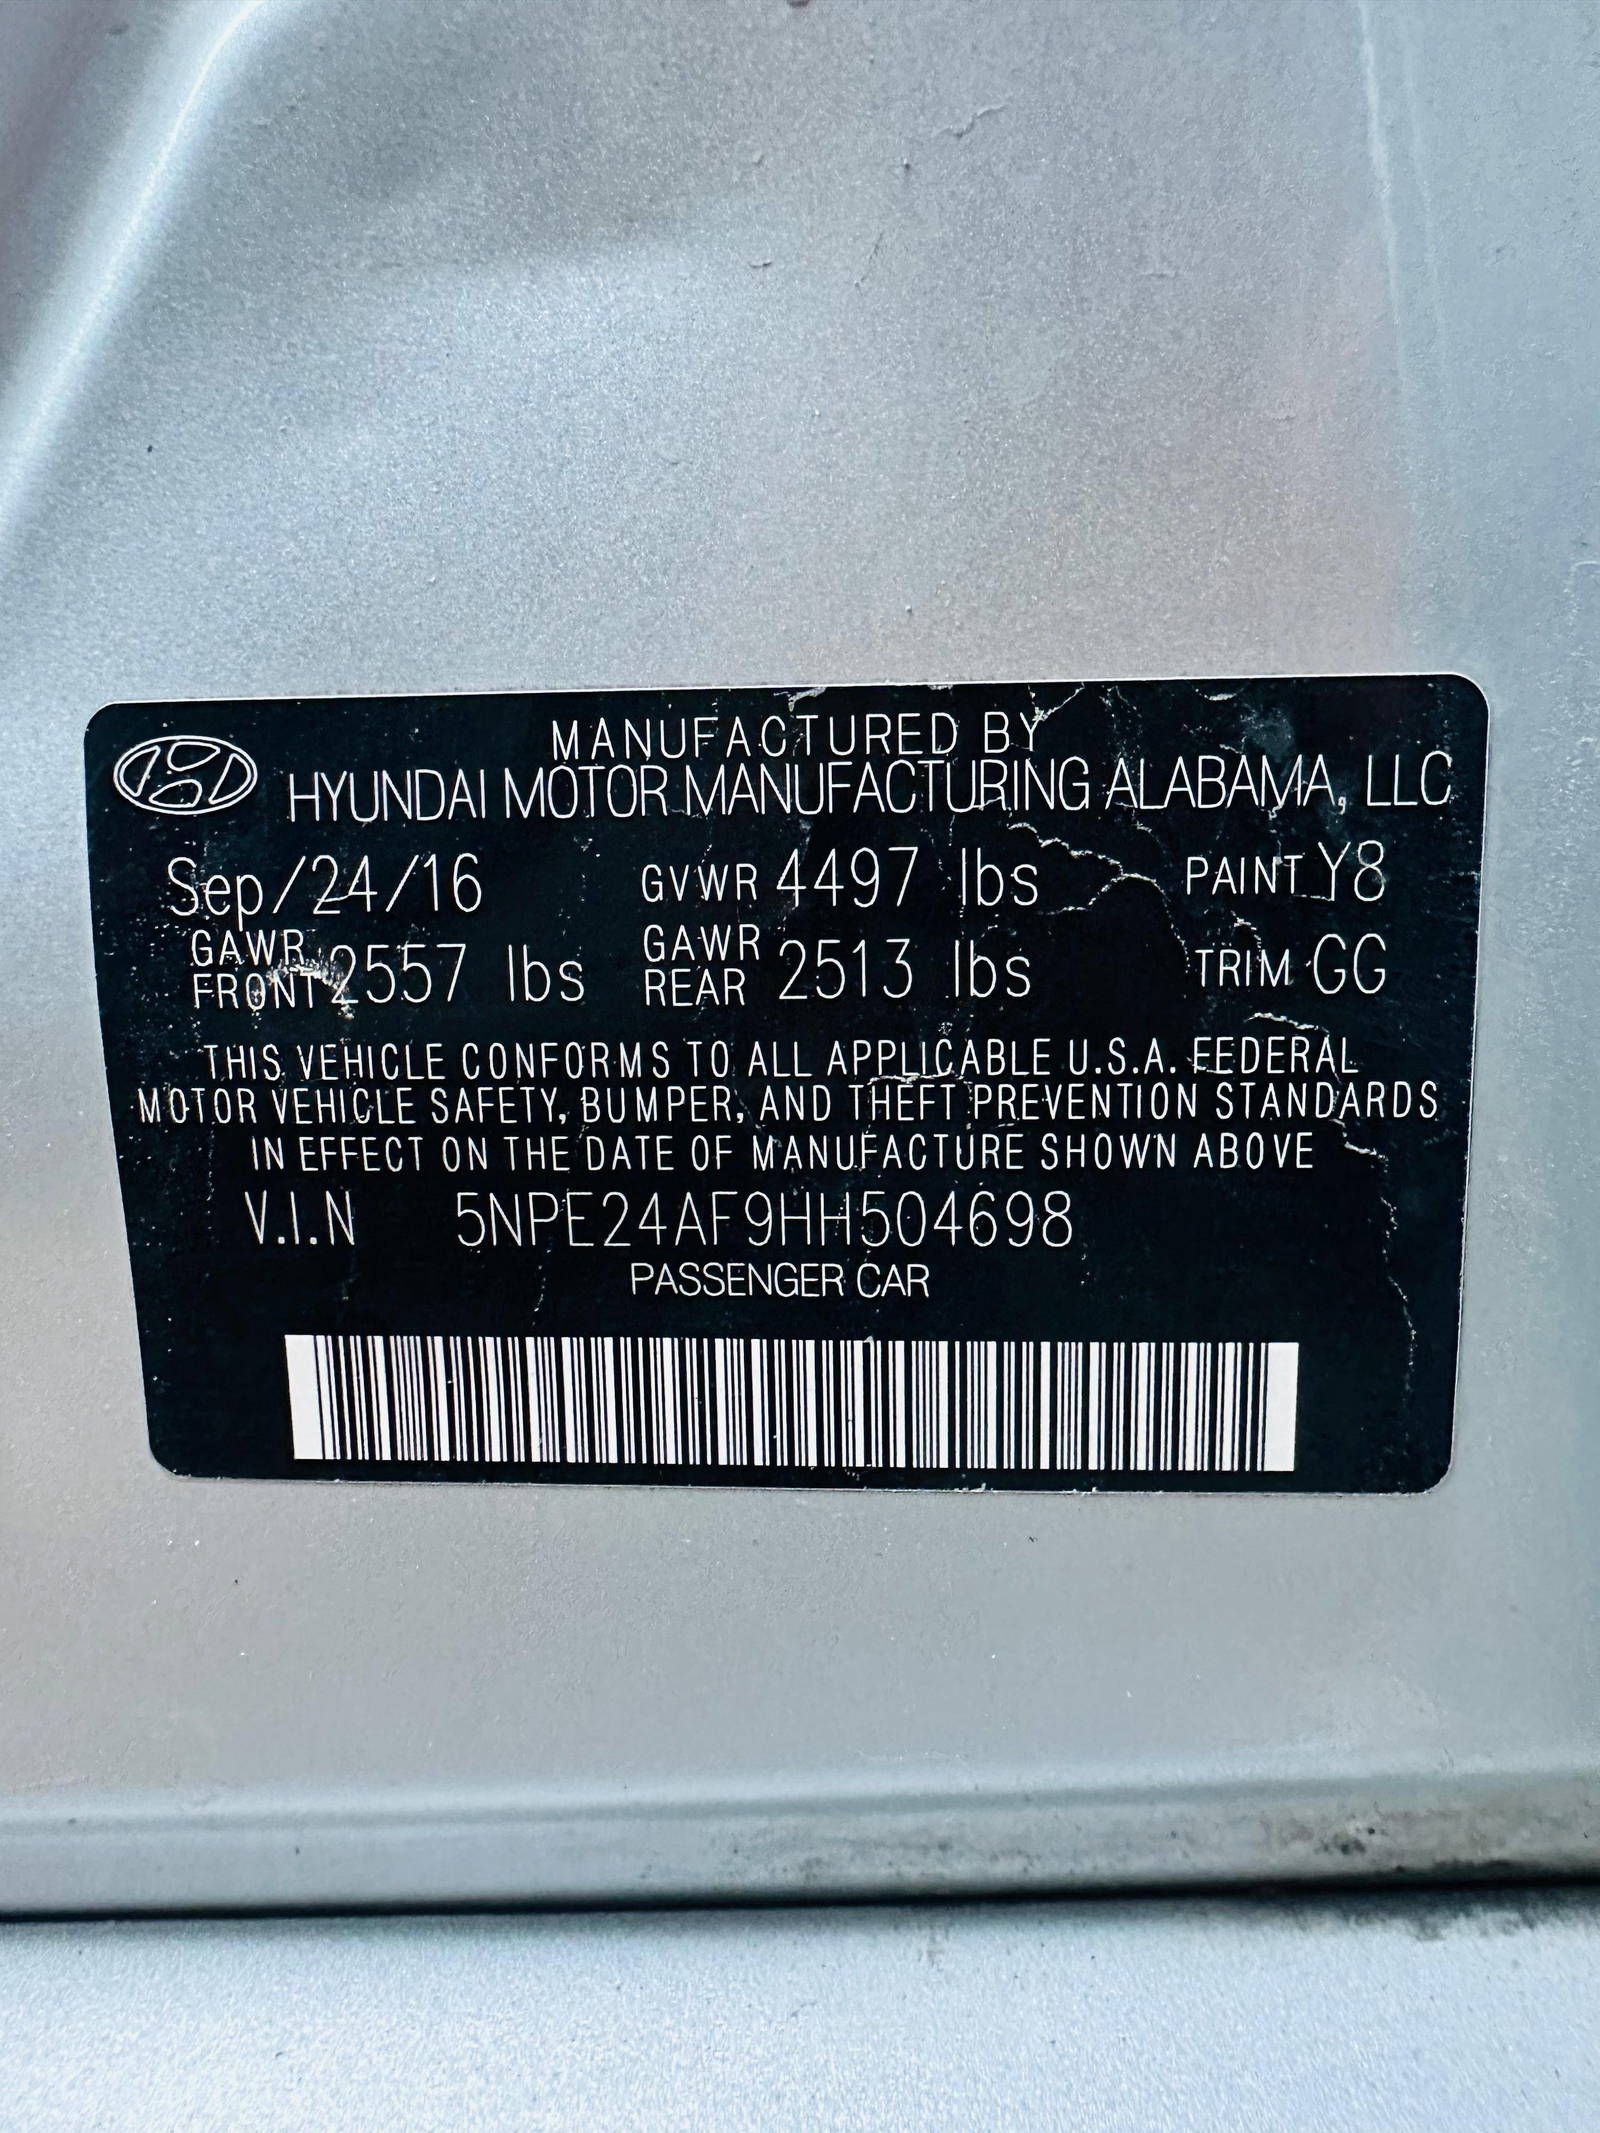 MANUFACTURED BY
HYUNDAI MOTOR MANUFACTURING ALABAMA, LLC
Sep/24/16 GVWR 4497 lbs PAINT Y8
GAWR FRONT 2557 lbs GAWR REAR 2513 lbs TRIM GG
THIS VEHICLE CONFORMS TO ALL APPLICABLE U.S.A. FEDERAL
MOTOR VEHICLE SAFETY, BUMPER, AND THEFT PREVENTION STANDARDS
IN EFFECT ON THE DATE OF MANUFACTURE SHOWN ABOVE
V.I.N 5NPE24AF9HH504698
PASSENGER CAR